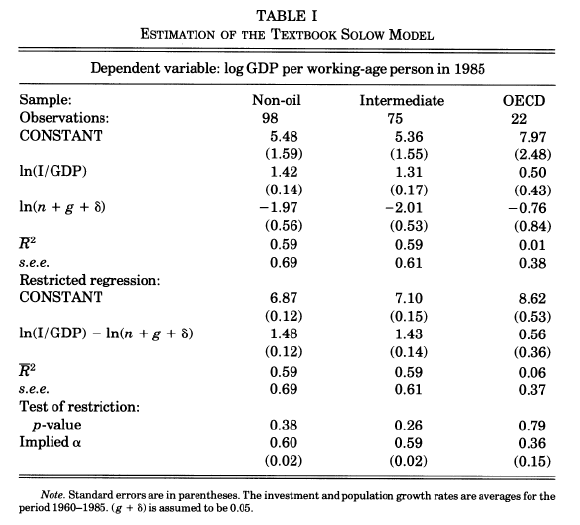 TABLE I
ESTIMATION OF THE TEXTBOOK SOLOW MODEL
Dependent variable: log GDP per working-age person in 1985
Sample: Non-oil Intermediate OECD
Observations: 98 75 22
CONSTANT 5.48 5.36 7.97
(1.59) (1.55) (2.48)
ln(I/GDP) 1.42 1.31 0.50
(0.14) (0.17) (0.43)
ln(n + g + δ) −1.97 −2.01 −0.76
(0.56) (0.53) (0.84)
R̅² 0.59 0.59 0.01
s.e.e. 0.69 0.61 0.38
Restricted regression:
CONSTANT 6.87 7.10 8.62
(0.12) (0.15) (0.53)
ln(I/GDP) − ln(n + g + δ) 1.48 1.43 0.56
(0.12) (0.14) (0.36)
R̅² 0.59 0.59 0.06
s.e.e. 0.69 0.61 0.37
Test of restriction:
p-value 0.38 0.26 0.79
Implied α 0.60 0.59 0.36
(0.02) (0.02) (0.15)
Note. Standard errors are in parentheses. The investment and population growth rates are averages for the
period 1960–1985. (g + δ) is assumed to be 0.05.